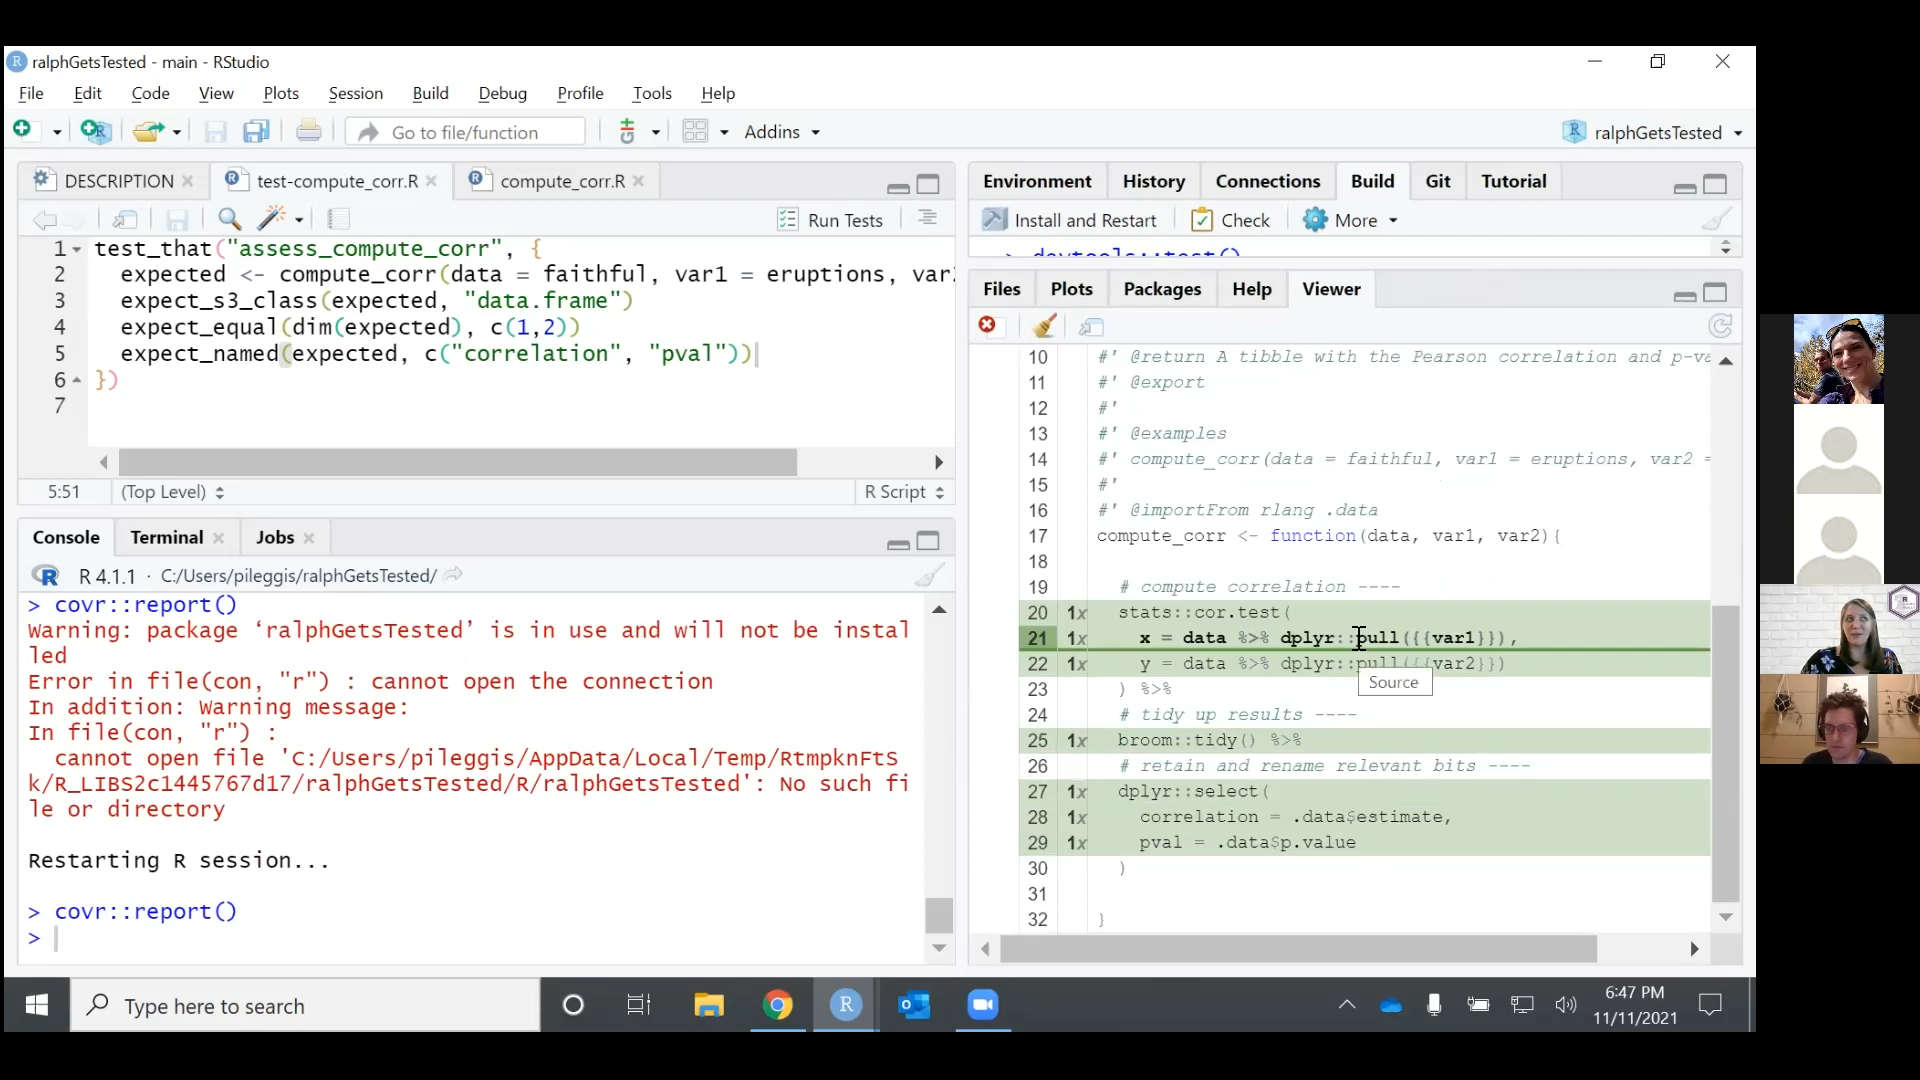 ralphGetsTested - main - RStudio
File Edit Code View Plots Session Build Debug Profile Tools Help
Go to file/function Addins ralphGetsTested
DESCRIPTION test-compute_corr.R compute_corr.R
Run Tests
1 test_that("assess_compute_corr", {
2 expected <- compute_corr(data = faithful, var1 = eruptions, var2
3 expect_s3_class(expected, "data.frame")
4 expect_equal(dim(expected), c(1,2))
5 expect_named(expected, c("correlation", "pval"))
6 })
7
5:51 (Top Level) R Script
Console Terminal Jobs
R 4.1.1 · C:/Users/pileggis/ralphGetsTested/
> covr::report()
Warning: package ‘ralphGetsTested’ is in use and will not be instal
led
Error in file(con, "r") : cannot open the connection
In addition: Warning message:
In file(con, "r") :
cannot open file 'C:/Users/pileggis/AppData/Local/Temp/RtmpknFtS
k/R_LIBS2c1445767d17/ralphGetsTested/R/ralphGetsTested': No such fi
le or directory
Restarting R session...
> covr::report()
>
Environment History Connections Build Git Tutorial
Install and Restart Check More
> devtools::test()
Files Plots Packages Help Viewer
10 #' @return A tibble with the Pearson correlation and p-va
11 #' @export
12 #'
13 #' @examples
14 #' compute_corr(data = faithful, var1 = eruptions, var2 =
15 #'
16 #' @importFrom rlang .data
17 compute_corr <- function(data, var1, var2){
18
19 # compute correlation ----
20 1x stats::cor.test(
21 1x x = data %>% dplyr::pull({{var1}}),
22 1x y = data %>% dplyr::pull({{var2}})
23 ) %>%
Source
24 # tidy up results ----
25 1x broom::tidy() %>%
26 # retain and rename relevant bits ----
27 1x dplyr::select(
28 1x correlation = .data$estimate,
29 1x pval = .data$p.value
30 )
31
32 }
Type here to search
6:47 PM
11/11/2021